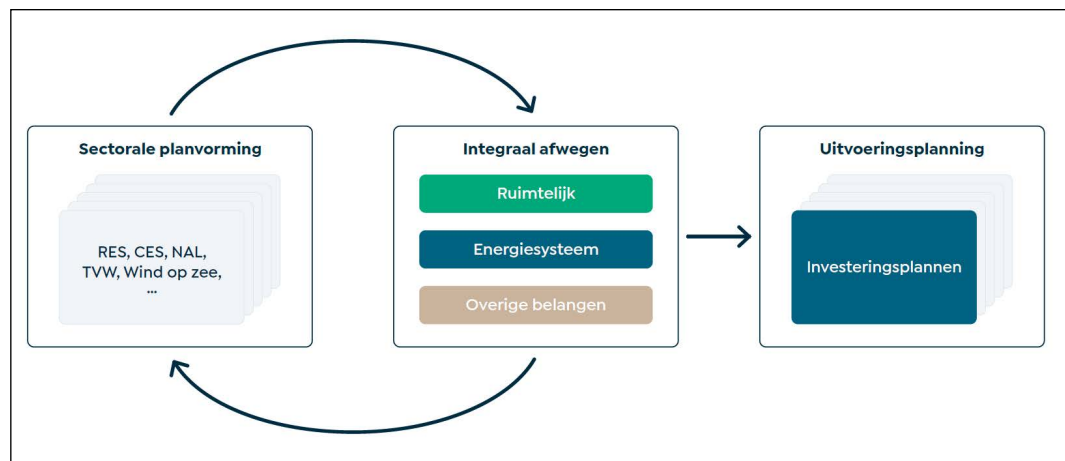 Sectorale planvorming
RES, CES, NAL,
TVW, Wind op zee,
...
Integraal afwegen
Ruimtelijk
Energiesysteem
Overige belangen
Uitvoeringsplanning
Investeringsplannen